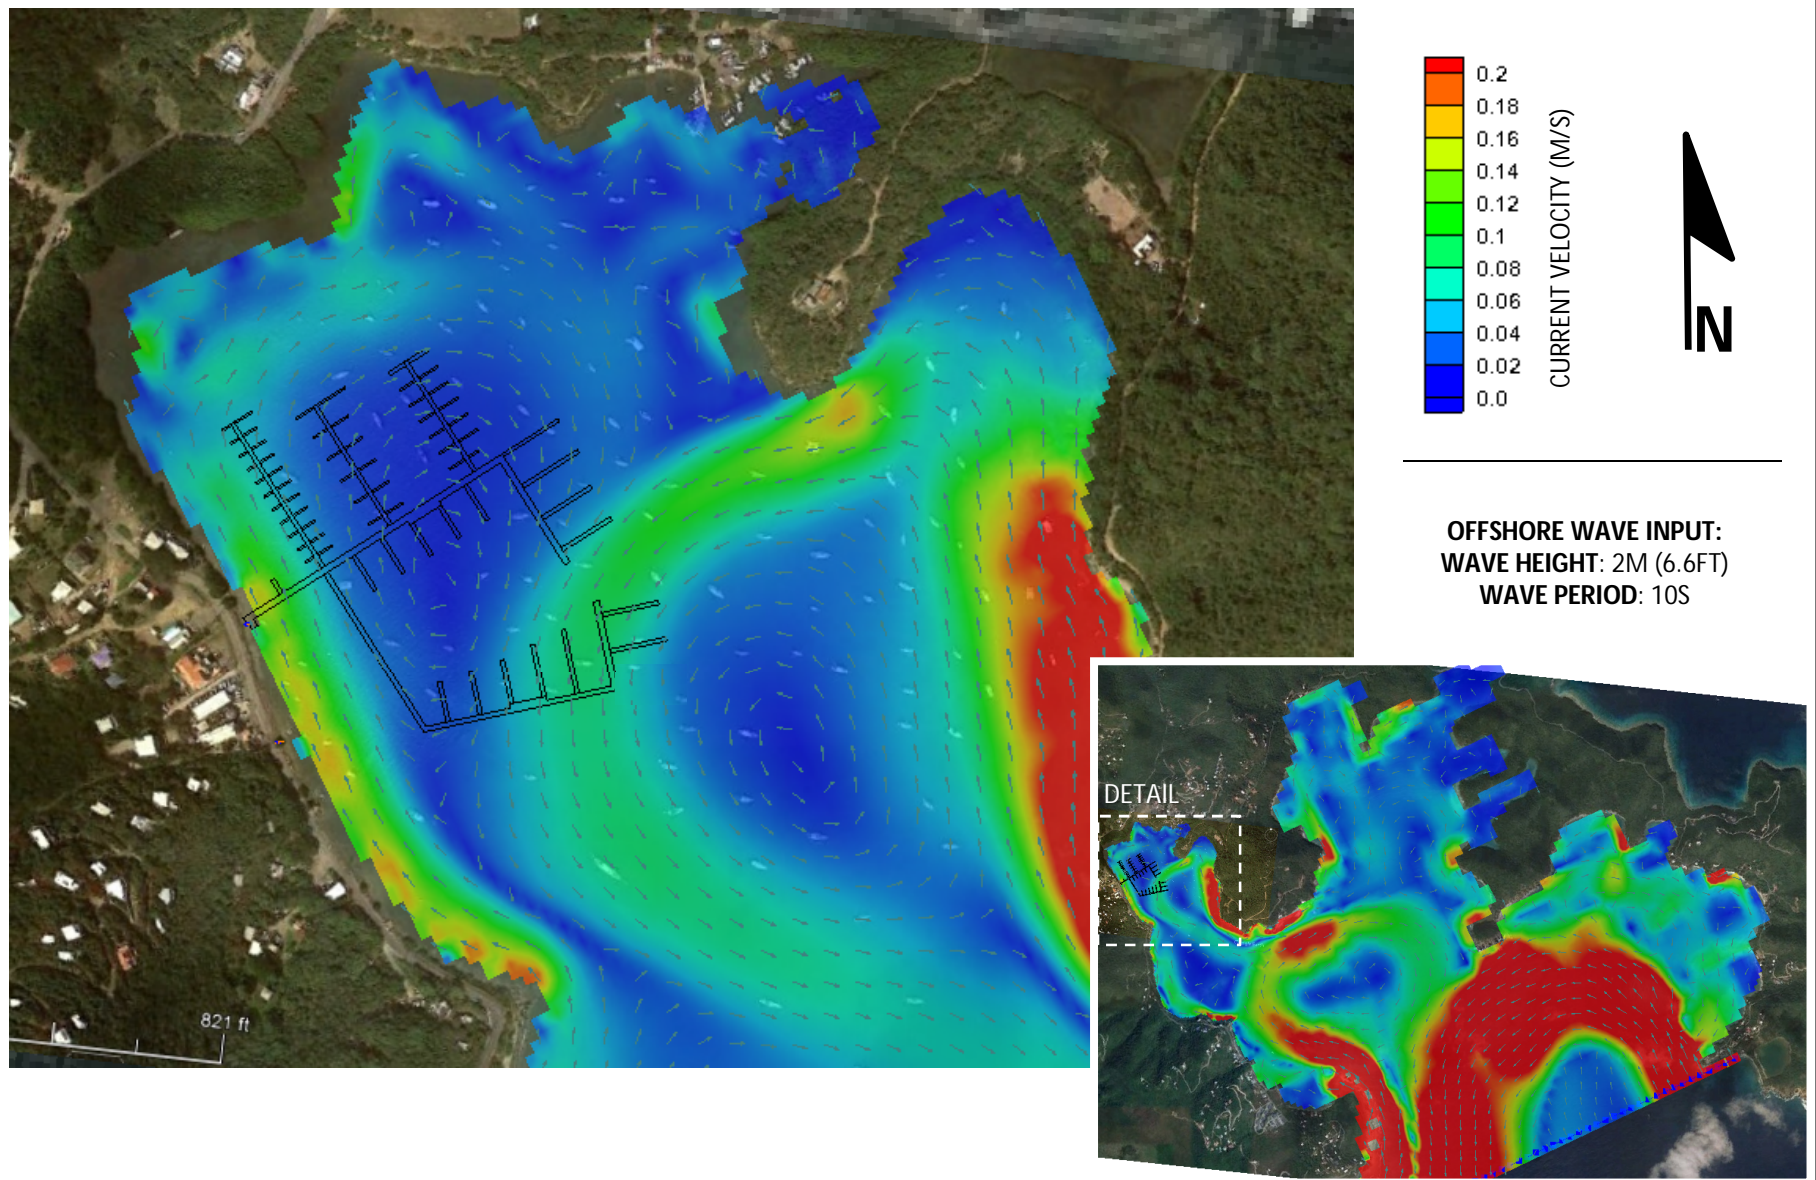 0.2
0.18
0.16
0.14
0.12
0.1
0.08
0.06
0.04
0.02
0.0
CURRENT VELOCITY (M/S)
N
OFFSHORE WAVE INPUT:
WAVE HEIGHT: 2M (6.6FT)
WAVE PERIOD: 10S
DETAIL
821 ft